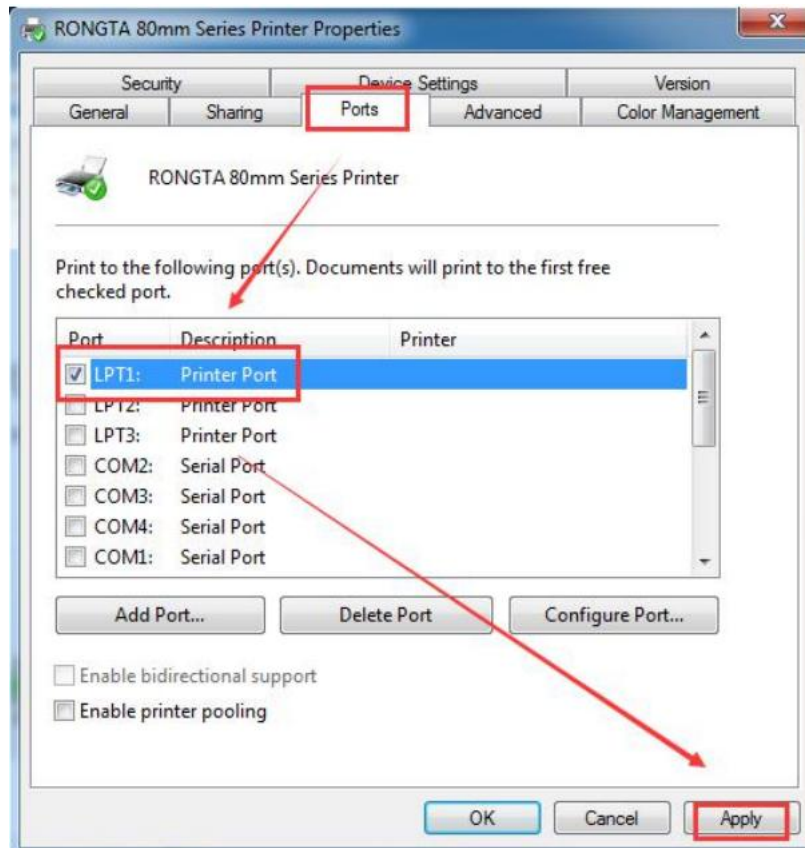 RONGTA 80mm Series Printer Properties
Security Device Settings Version
General Sharing Ports Advanced Color Management
RONGTA 80mm Series Printer
Print to the following port(s). Documents will print to the first free
checked port.
Port Description Printer
LPT1: Printer Port
LPT2: Printer Port
LPT3: Printer Port
COM2: Serial Port
COM3: Serial Port
COM4: Serial Port
COM1: Serial Port
Add Port... Delete Port Configure Port...
Enable bidirectional support
Enable printer pooling
OK Cancel Apply